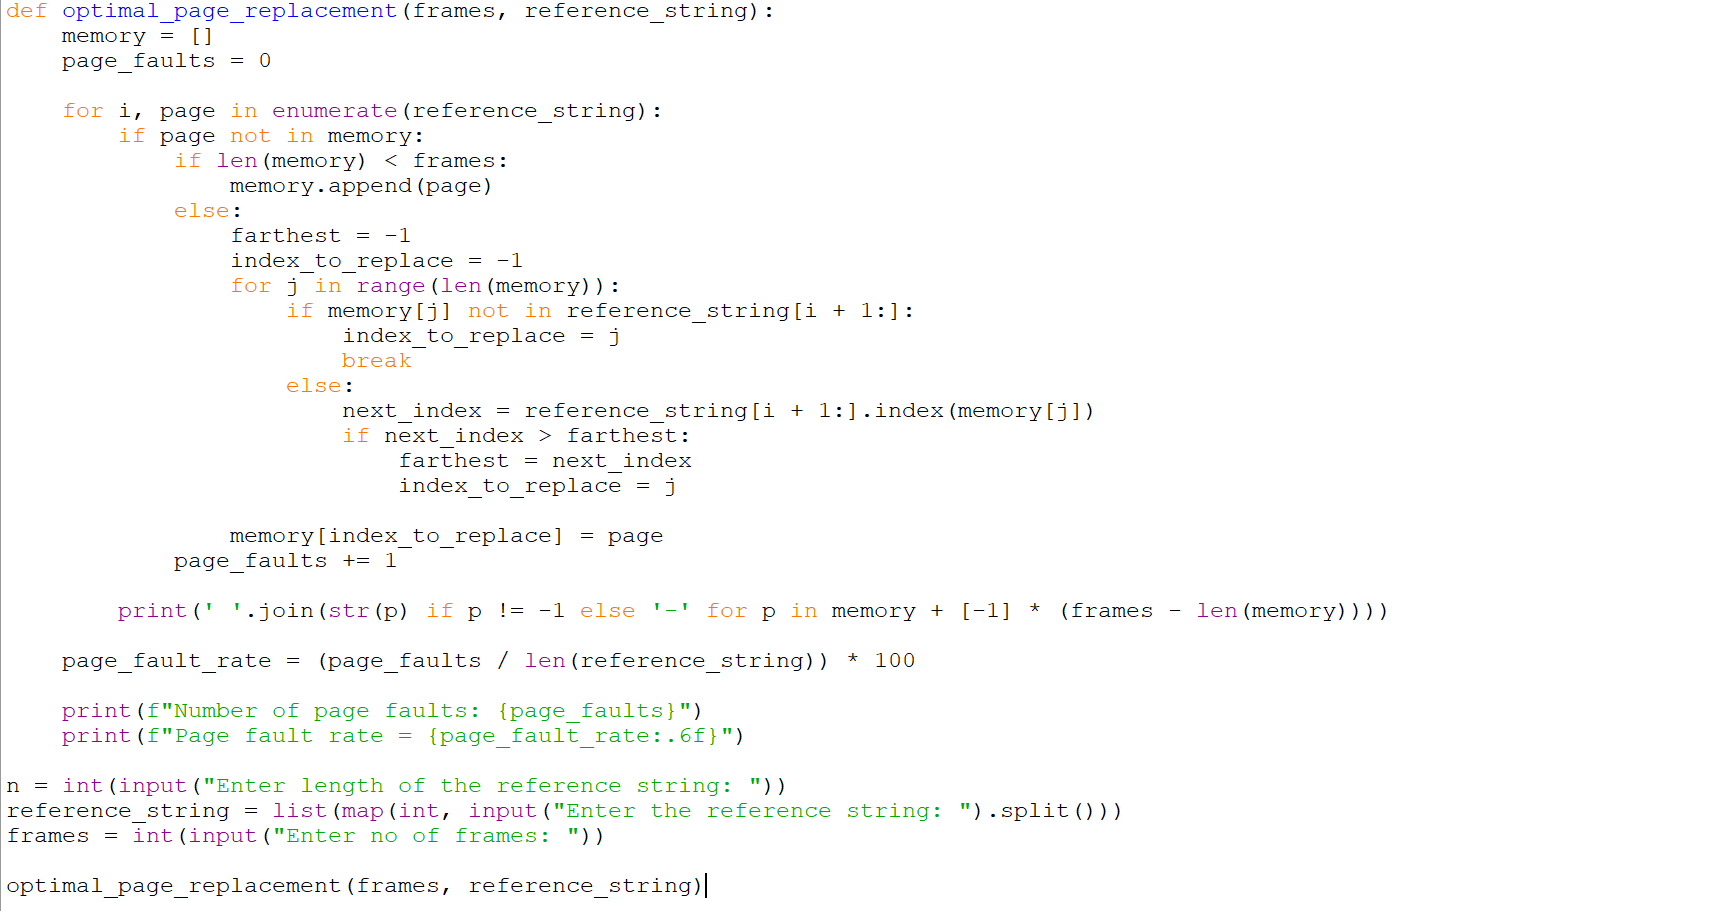 def optimal_page_replacement(frames, reference_string):
    memory = []
    page_faults = 0

    for i, page in enumerate(reference_string):
        if page not in memory:
            if len(memory) < frames:
                memory.append(page)
            else:
                farthest = -1
                index_to_replace = -1
                for j in range(len(memory)):
                    if memory[j] not in reference_string[i + 1:]:
                        index_to_replace = j
                        break
                    else:
                        next_index = reference_string[i + 1:].index(memory[j])
                        if next_index > farthest:
                            farthest = next_index
                            index_to_replace = j

                memory[index_to_replace] = page
            page_faults += 1

        print(' '.join(str(p) if p != -1 else '-' for p in memory + [-1] * (frames - len(memory))))

    page_fault_rate = (page_faults / len(reference_string)) * 100

    print(f"Number of page faults: {page_faults}")
    print(f"Page fault rate = {page_fault_rate:.6f}")

n = int(input("Enter length of the reference string: "))
reference_string = list(map(int, input("Enter the reference string: ").split()))
frames = int(input("Enter no of frames: "))

optimal_page_replacement(frames, reference_string)